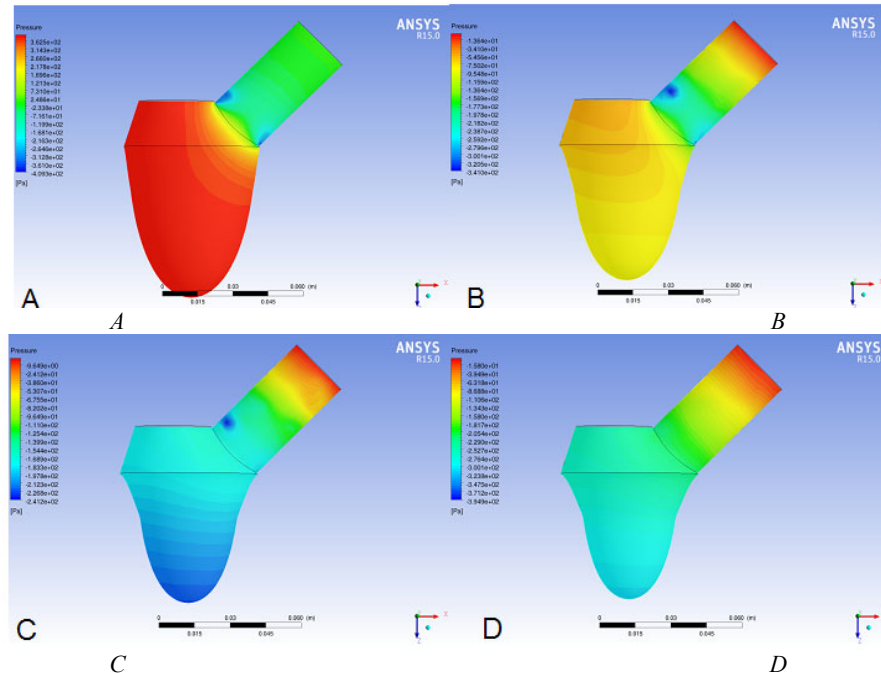 Pressure
ANSYS
R15.0
3.625e+02
3.143e+02
2.660e+02
2.178e+02
1.695e+02
1.213e+02
7.310e+01
2.486e+01
-2.338e+01
-7.161e+01
-1.199e+02
-1.681e+02
-2.163e+02
-2.646e+02
-3.128e+02
-3.610e+02
-4.093e+02
[Pa]
0 0.03 0.060 (m)
0.015 0.045
X
Z
A
A
Pressure
ANSYS
R15.0
-1.364e+01
-3.410e+01
-5.456e+01
-7.502e+01
-9.548e+01
-1.159e+02
-1.364e+02
-1.569e+02
-1.773e+02
-1.978e+02
-2.182e+02
-2.387e+02
-2.592e+02
-2.796e+02
-3.001e+02
-3.205e+02
-3.410e+02
[Pa]
0 0.03 0.060 (m)
0.015 0.045
X
Z
B
B
Pressure
ANSYS
R15.0
-9.649e+00
-2.412e+01
-3.860e+01
-5.307e+01
-6.755e+01
-8.202e+01
-9.649e+01
-1.110e+02
-1.254e+02
-1.399e+02
-1.544e+02
-1.689e+02
-1.833e+02
-1.978e+02
-2.123e+02
-2.268e+02
-2.412e+02
[Pa]
0 0.03 0.060 (m)
0.015 0.045
X
Z
C
C
Pressure
ANSYS
R15.0
-1.580e+01
-3.949e+01
-6.318e+01
-8.688e+01
-1.106e+02
-1.343e+02
-1.580e+02
-1.817e+02
-2.054e+02
-2.290e+02
-2.527e+02
-2.764e+02
-3.001e+02
-3.238e+02
-3.475e+02
-3.712e+02
-3.949e+02
[Pa]
0 0.03 0.060 (m)
0.015 0.045
X
Z
D
D